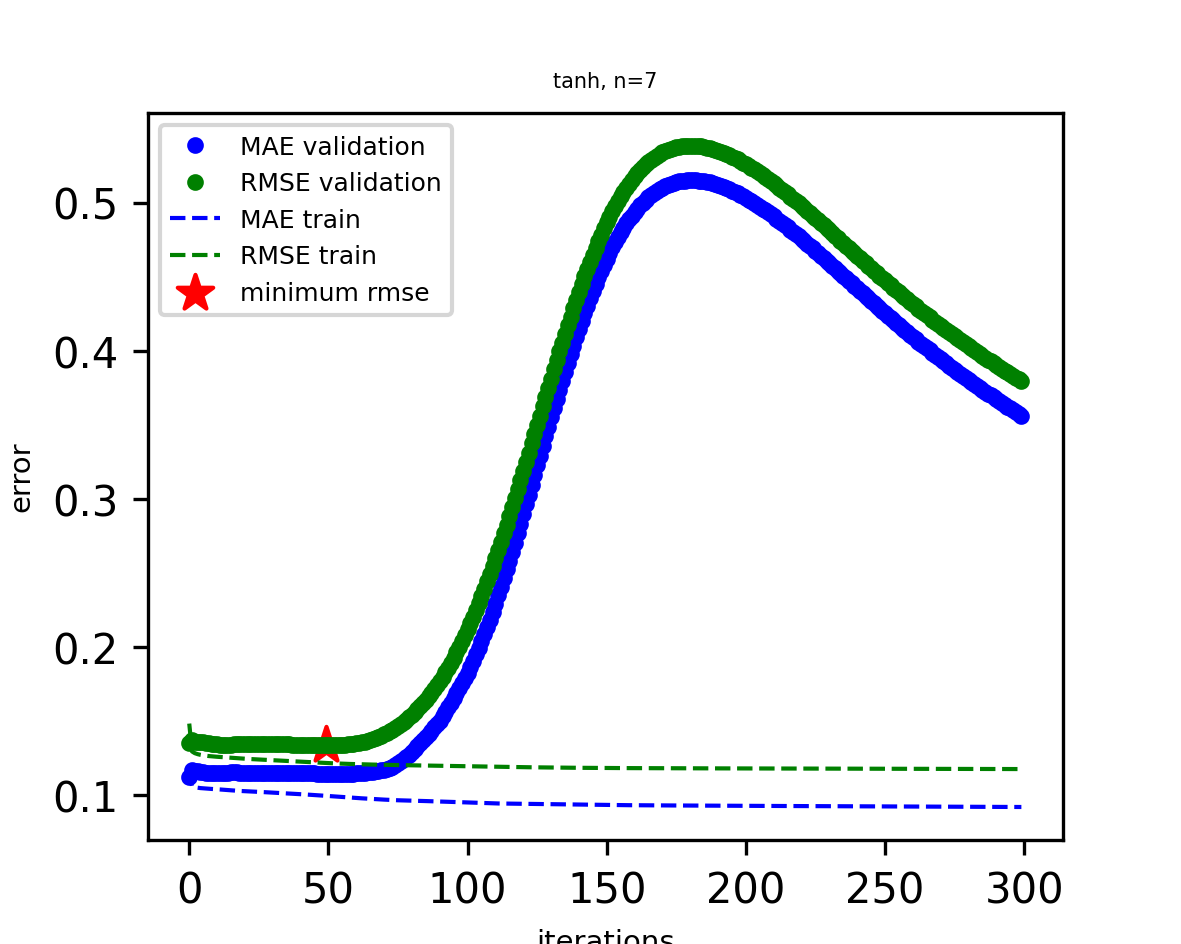 tanh, n=7
MAE validation
RMSE validation
MAE train
RMSE train
minimum rmse
error
0.5
0.4
0.3
0.2
0.1
0 50 100 150 200 250 300
iterations